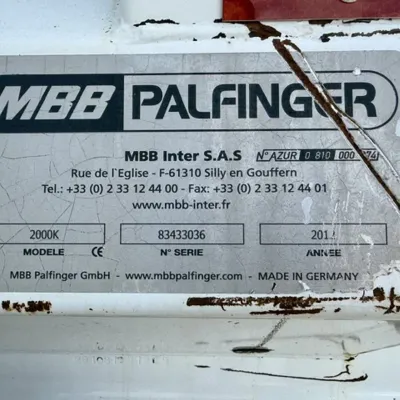 MBB PALFINGER
MBB Inter S.A.S N° AZUR 0 810 000
Rue de l'Eglise - F-61310 Silly en Gouffern
Tel.: +33 (0) 2 33 12 44 00 - Fax: +33 (0) 2 33 12 44 01
www.mbb-inter.fr
2000K 83433036
MODELE CE N° SERIE ANNEE
MBB Palfinger GmbH - www.mbbpalfinger.com - MADE IN GERMANY